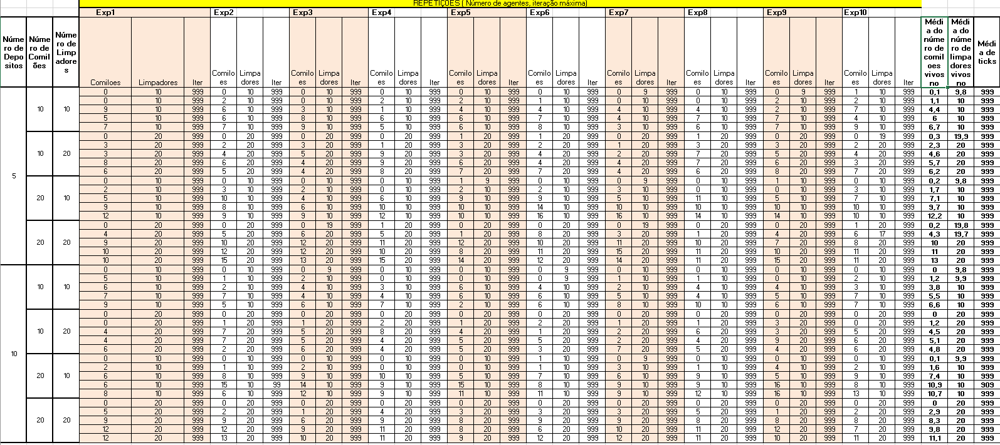 REPETIÇÕES ( Número de agentes, iteração máxima)
Exp1 Exp2 Exp3 Exp4 Exp5 Exp6 Exp7 Exp8 Exp9 Exp10
Número de Depositos Número de Comilões Número de Limpadores Comiloes Limpadores Iter Comiloes Limpadores Iter Comiloes Limpadores Iter Comiloes Limpadores Iter Comiloes Limpadores Iter Comiloes Limpadores Iter Comiloes Limpadores Iter Comiloes Limpadores Iter Comiloes Limpadores Iter Comiloes Limpadores Iter Média do número de comiloes vivos no Média do número de limpadores vivos no Média de ticks
5 10 10 0 10 999 0 10 999 0 10 999 0 10 999 0 10 999 0 10 999 0 9 999 0 10 999 0 9 999 1 10 999 0,1 9,8 999
0 10 999 2 10 999 0 10 999 2 10 999 2 10 999 1 10 999 0 10 999 0 10 999 2 10 999 2 10 999 1,1 10 999
9 10 999 6 10 999 3 10 999 1 10 999 4 10 999 4 10 999 4 10 999 4 10 999 2 10 999 7 10 999 4,4 10 999
5 10 999 6 10 999 8 10 999 6 10 999 6 10 999 7 10 999 4 10 999 7 10 999 7 10 999 4 10 999 6 10 999
7 10 999 7 10 999 9 10 999 5 10 999 6 10 999 8 10 999 3 10 999 6 10 999 7 10 999 9 10 999 6,7 10 999
10 20 0 20 999 0 20 999 0 20 999 0 20 999 1 20 999 1 20 999 0 20 999 1 20 999 0 20 999 0 19 999 0,3 19,9 999
3 20 999 2 20 999 3 20 999 1 20 999 3 20 999 2 20 999 1 20 999 3 20 999 3 20 999 2 20 999 2,3 20 999
3 20 999 4 20 999 5 20 999 9 20 999 3 20 999 4 20 999 2 20 999 7 20 999 5 20 999 4 20 999 4,6 20 999
8 20 999 6 20 999 4 20 999 9 20 999 6 20 999 4 20 999 4 20 999 7 20 999 6 20 999 3 20 999 5,7 20 999
6 20 999 5 20 999 4 20 999 8 20 999 7 20 999 7 20 999 4 20 999 6 20 999 8 20 999 7 20 999 6,2 20 999
20 10 0 10 999 0 10 999 0 10 999 0 10 999 1 9 999 0 10 999 0 9 999 0 10 999 1 10 999 0 10 999 0,2 9,8 999
2 10 999 3 10 999 2 10 999 0 10 999 2 10 999 2 10 999 3 10 999 0 10 999 0 10 999 3 10 999 1,7 10 999
5 10 999 10 10 999 4 10 999 6 10 999 9 10 999 9 10 999 5 10 999 11 10 999 5 10 999 7 10 999 7,1 10 999
9 10 999 8 10 999 6 10 999 10 10 999 10 10 999 14 10 999 10 10 999 10 10 999 10 10 999 10 10 999 9,7 10 999
12 10 999 9 10 999 10 10 999 12 10 999 10 10 999 16 10 999 16 10 999 14 10 999 14 10 999 10 10 999 12,2 10 999
20 20 0 20 999 0 20 999 0 19 999 1 20 999 0 20 999 0 20 999 0 19 999 0 20 999 0 20 999 1 20 999 0,2 19,8 999
4 20 999 5 20 999 6 20 999 5 20 999 1 20 999 8 20 999 3 20 999 1 20 999 4 20 999 6 17 999 4,3 19,7 999
9 20 999 10 20 999 12 20 999 11 20 999 12 20 999 10 20 999 11 20 999 10 20 999 7 20 999 8 20 999 10 20 999
10 20 999 12 20 999 12 20 999 10 20 999 8 20 999 11 20 999 15 20 999 11 20 999 10 20 999 11 20 999 11 20 999
10 20 999 15 20 999 13 20 999 15 20 999 14 20 999 12 20 999 14 20 999 11 20 999 15 20 999 11 20 999 13 20 999
10 10 10 0 10 999 0 10 999 0 9 999 0 10 999 0 10 999 0 9 999 0 10 999 0 10 999 0 10 999 0 10 999 0 9,8 999
5 10 999 1 10 999 2 10 999 0 10 999 0 10 999 0 9 999 1 10 999 1 10 999 0 10 999 2 10 999 1,2 9,9 999
6 10 999 2 10 999 4 10 999 3 10 999 6 10 999 4 10 999 2 10 999 4 10 999 4 10 999 3 10 999 3,8 10 999
7 10 999 7 10 999 4 10 999 4 10 999 6 10 999 6 10 999 5 10 999 4 10 999 5 10 999 7 10 999 5,5 10 999
9 10 999 5 10 999 6 10 999 7 10 999 2 10 999 6 10 999 8 10 999 10 10 999 6 10 999 7 10 999 6,6 10 999
10 20 0 20 999 0 20 999 0 20 999 0 20 999 0 20 999 0 20 999 0 20 999 0 20 999 0 20 999 0 20 999 0 20 999
0 20 999 1 20 999 1 20 999 2 20 999 1 20 999 2 20 999 1 20 999 1 20 999 3 20 999 0 20 999 1,2 20 999
4 20 999 7 20 999 5 20 999 8 20 999 4 20 999 1 20 999 2 20 999 6 20 999 3 20 999 5 20 999 4,5 20 999
4 20 999 7 20 999 5 20 999 4 20 999 5 20 999 5 20 999 2 20 999 4 20 999 9 20 999 6 20 999 5,1 20 999
6 20 999 2 20 999 6 20 999 4 20 999 5 20 999 3 20 999 7 20 999 5 20 999 4 20 999 6 20 999 4,8 20 999
20 10 0 10 999 0 10 999 0 10 999 0 10 999 0 10 999 1 10 999 0 9 999 0 10 999 0 10 999 0 10 999 0,1 9,9 999
2 10 999 1 10 999 2 10 999 0 10 999 0 10 999 1 10 999 3 10 999 1 10 999 4 10 999 2 10 999 1,6 10 999
6 10 999 8 10 999 9 10 999 10 10 999 5 10 999 7 10 999 6 10 999 9 10 999 5 10 999 9 10 999 7,4 10 999
6 10 999 15 10 99 14 10 999 9 10 999 15 10 999 8 10 999 9 10 999 9 10 999 16 10 999 8 10 999 10,9 10 909
8 10 999 6 10 999 12 10 999 9 10 999 11 10 999 11 10 999 9 10 999 12 10 999 16 10 999 13 10 999 10,7 10 999
20 20 0 20 999 0 20 999 0 20 999 0 20 999 0 20 999 0 20 999 0 20 999 0 20 999 0 20 999 0 20 999 0 20 999
5 20 999 2 20 999 1 20 999 4 20 999 3 20 999 3 20 999 3 20 999 5 20 999 1 20 999 2 20 999 2,9 20 999
9 20 999 9 20 999 6 20 999 9 20 999 8 20 999 9 20 999 9 20 999 8 20 999 8 20 999 8 20 999 8,3 20 999
12 20 999 12 20 999 9 20 999 11 20 999 8 20 999 6 20 999 10 20 999 11 20 999 12 20 999 7 20 999 9,8 20 999
12 20 999 13 20 999 10 20 999 11 20 999 9 20 999 12 20 999 12 20 999 11 20 999 10 20 999 11 20 999 11,1 20 999